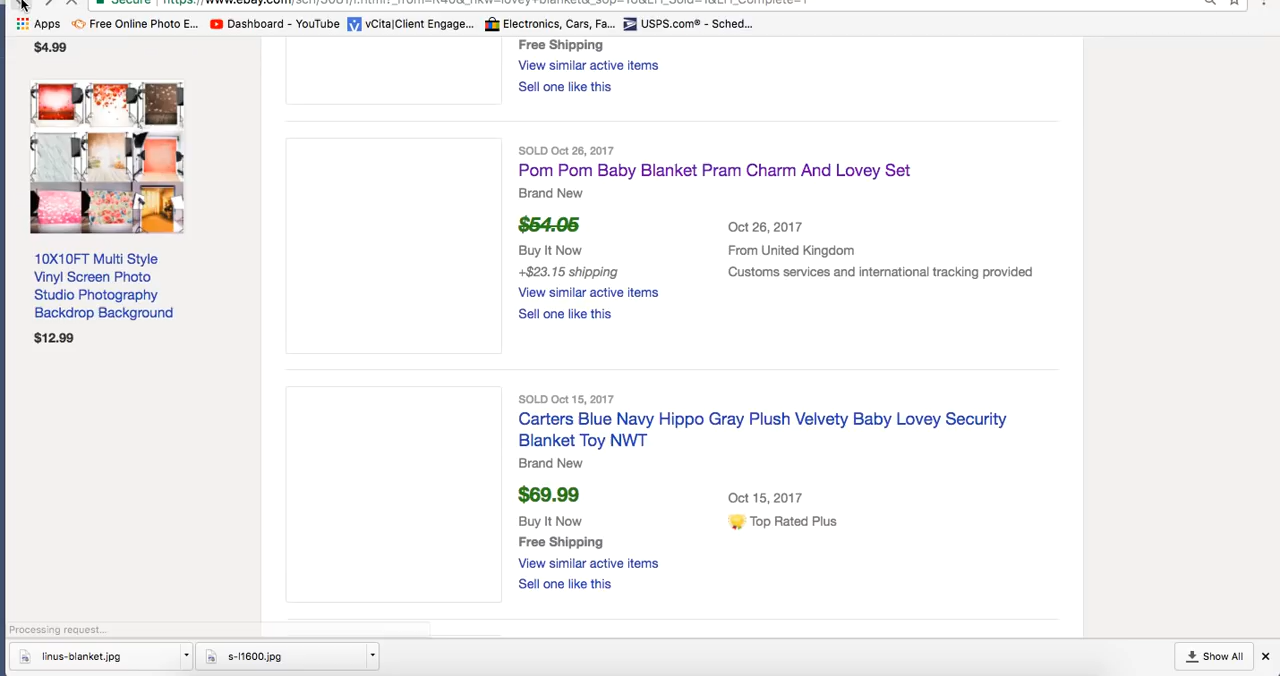 Secure https://www.ebay.com/sch/
Apps Free Online Photo E... Dashboard - YouTube vCita|Client Engage... Electronics, Cars, Fa... USPS.com® - Sched...
$4.99
10X10FT Multi Style
Vinyl Screen Photo
Studio Photography
Backdrop Background
$12.99
Free Shipping
View similar active items
Sell one like this
SOLD Oct 26, 2017
Pom Pom Baby Blanket Pram Charm And Lovey Set
Brand New
$54.05 Oct 26, 2017
Buy It Now From United Kingdom
+$23.15 shipping Customs services and international tracking provided
View similar active items
Sell one like this
SOLD Oct 15, 2017
Carters Blue Navy Hippo Gray Plush Velvety Baby Lovey Security
Blanket Toy NWT
Brand New
$69.99 Oct 15, 2017
Buy It Now Top Rated Plus
Free Shipping
View similar active items
Sell one like this
Processing request...
linus-blanket.jpg s-l1600.jpg Show All